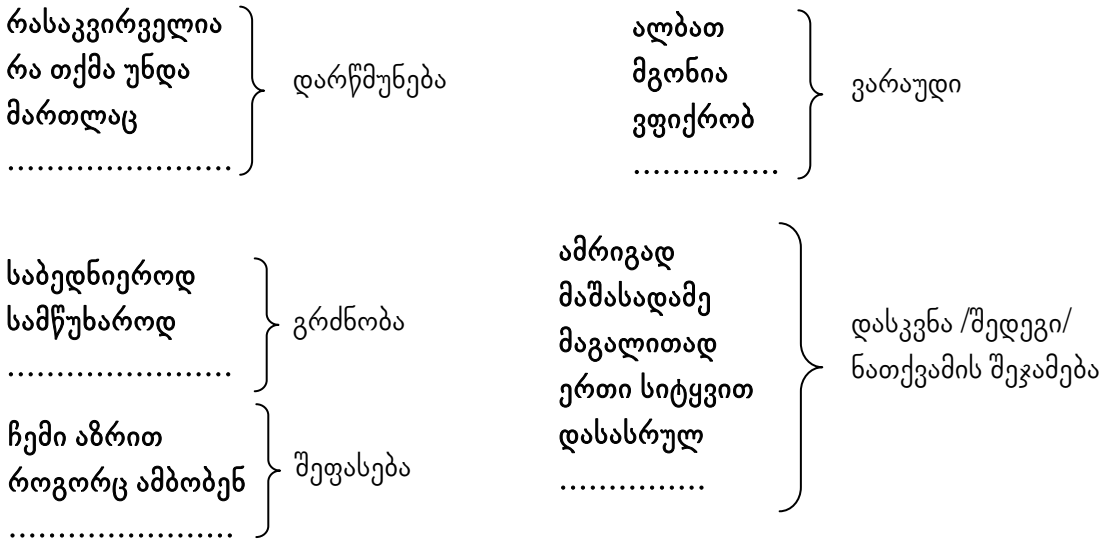 რასაკვირველია
რა თქმა უნდა
მართლაც
.......................
დარწმუნება
ალბათ
მგონია
ვფიქრობ
...............
ვარაუდი
საბედნიეროდ
სამწუხაროდ
.......................
გრძნობა
ჩემი აზრით
როგორც ამბობენ
.......................
შეფასება
ამრიგად
მაშასადამე
მაგალითად
ერთი სიტყვით
დასასრულ
...............
დასკვნა /შედეგი/
ნათქვამის შეჯამება